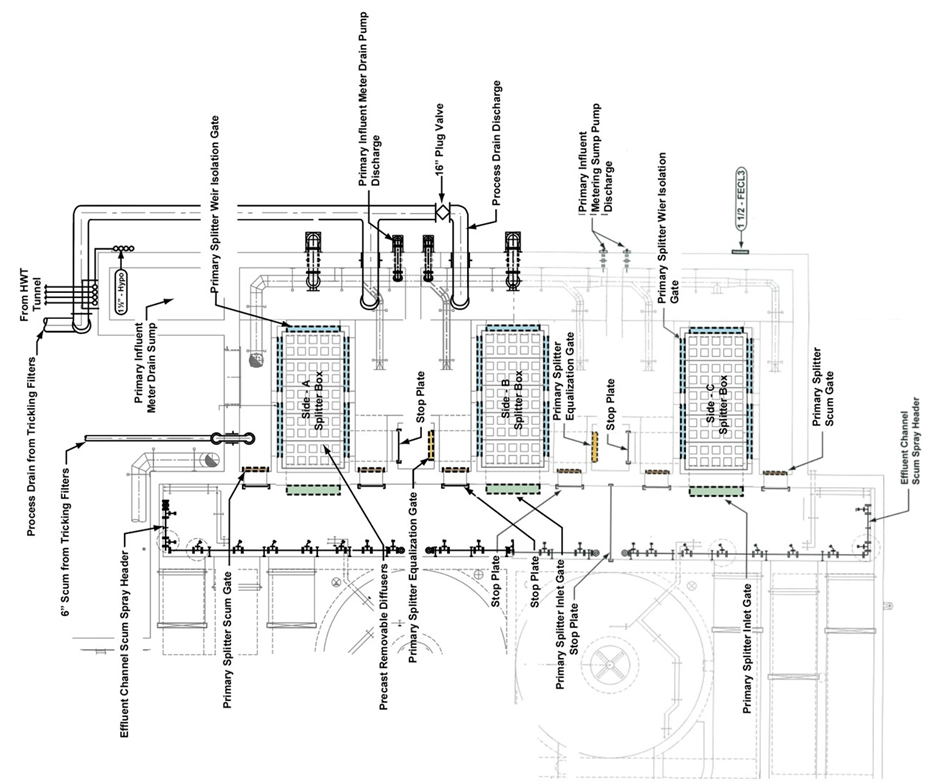 From HWT
Tunnel
Process Drain from Trickling Filters
6" Scum from Tricking Filters
Effluent Channel Scum Spray Header
1½" - Hypo
Primary Influent
Meter Drain Sump
Primary Splitter Weir Isolation Gate
Primary Influent Meter Drain Pump
Discharge
16" Plug Valve
Process Drain Discharge
Primary Influent
Metering Sump Pump
Discharge
Primary Splitter Wier Isolation
Gate
1 1/2 - FECL3
Side - A
Splitter Box
Stop Plate
Side - B
Splitter Box
Primary Splitter
Equalization Gate
Stop Plate
Side - C
Splitter Box
Primary Splitter
Scum Gate
Effluent Channel
Scum Spray Header
Primary Splitter Scum Gate
Precast Removable Diffusers
Primary Splitter Equalization Gate
Stop Plate
Stop Plate
Primary Splitter Inlet Gate
Stop Plate
Primary Splitter Inlet Gate